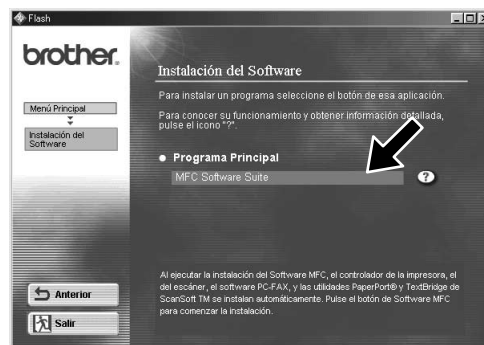 Flash
brother.
Instalación del Software
Para instalar un programa seleccione el botón de esa aplicación.
Para conocer su funcionamiento y obtener información detallada,
pulse el icono "?".
Menú Principal
Instalación del
Software
Programa Principal
MFC Software Suite
?
Al ejecutar la instalación del Software MFC, el controlador de la impresora, el
del escáner, el software PC-FAX, y las utilidades PaperPort® y TextBridge de
ScanSoft TM se instalan automáticamente. Pulse el botón de Software MFC
para comenzar la instalación.
Anterior
Salir